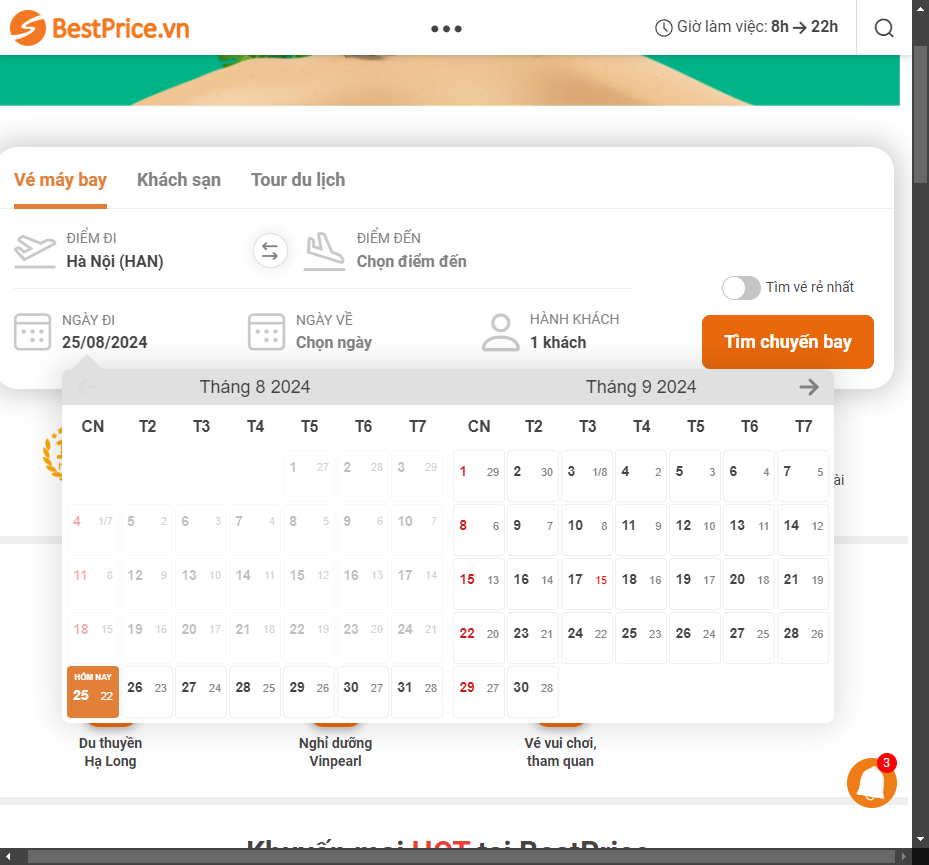 BestPrice.vn
Giờ làm việc: 8h → 22h
Vé máy bay Khách sạn Tour du lịch
ĐIỂM ĐI ĐIỂM ĐẾN
Hà Nội (HAN) Chọn điểm đến
Tìm vé rẻ nhất
NGÀY ĐI NGÀY VỀ HÀNH KHÁCH
25/08/2024 Chọn ngày 1 khách
Tìm chuyến bay
Tháng 8 2024
CN T2 T3 T4 T5 T6 T7
1 27 2 28 3 29
4 1/7 5 2 6 3 7 4 8 5 9 6 10 7
11 8 12 9 13 10 14 11 15 12 16 13 17 14
18 15 19 16 20 17 21 18 22 19 23 20 24 21
HÔM NAY
25 22 26 23 27 24 28 25 29 26 30 27 31 28
Tháng 9 2024
CN T2 T3 T4 T5 T6 T7
1 29 2 30 3 1/8 4 2 5 3 6 4 7 5
8 6 9 7 10 8 11 9 12 10 13 11 14 12
15 13 16 14 17 15 18 16 19 17 20 18 21 19
22 20 23 21 24 22 25 23 26 24 27 25 28 26
29 27 30 28
Du thuyền
Hạ Long
Nghỉ dưỡng
Vinpearl
Vé vui chơi,
tham quan
3
Khuyến mại HOT tại BestPrice